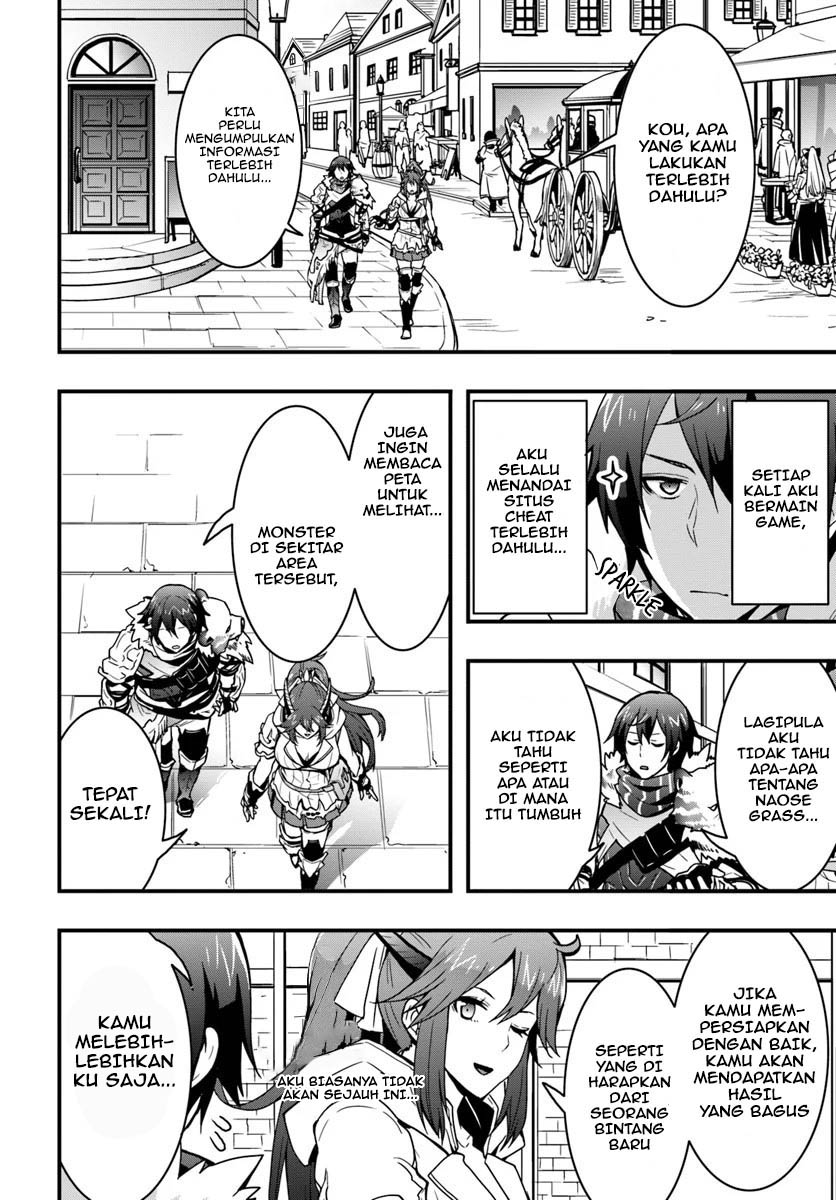 KOU, APA
YANG KAMU
LAKUKAN
TERLEBIH
DAHULU?
KITA
PERLU
MENGUMPULKAN
INFORMASI
TERLEBIH
DAHULU...
SETIAP
KALI AKU
BERMAIN
GAME,
AKU
SELALU
MENANDAI
SITUS
CHEAT
TERLEBIH
DAHULU...
SPARKLE
LAGIPULA
AKU
TIDAK TAHU
APA-APA
TENTANG
NAOSE
GRASS...
AKU TIDAK
TAHU
SEPERTI
APA ATAU
DI MANA
ITU TUMBUH
JUGA
INGIN
MEMBACA
PETA
UNTUK
MELIHAT...
MONSTER
DI SEKITAR
AREA
TERSEBUT,
TEPAT
SEKALI!
JIKA
KAMU MEM-
PERSIAPKAN
DENGAN BAIK,
KAMU AKAN
MENDAPATKAN
HASIL
YANG BAGUS
SEPERTI
YANG DI
HARAPKAN
DARI
SEORANG
BINTANG
BARU
AKU BIASANYA TIDAK
AKAN SEJAUH INI...
KAMU
MELEBIH-
LEBIHKAN
KU SAJA...